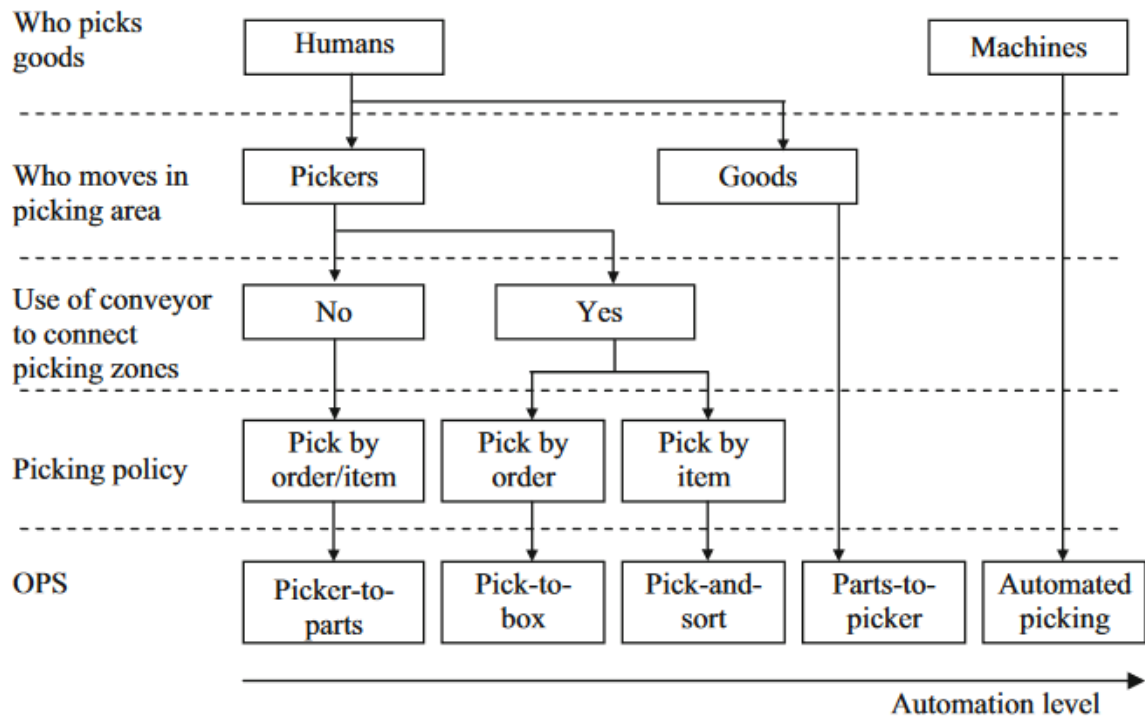 Who picks
goods
Humans
Machines
Who moves in
picking area
Pickers
Goods
Use of conveyor
to connect
picking zones
No
Yes
Picking policy
Pick by
order/item
Pick by
order
Pick by
item
OPS
Picker-to-
parts
Pick-to-
box
Pick-and-
sort
Parts-to-
picker
Automated
picking
Automation level